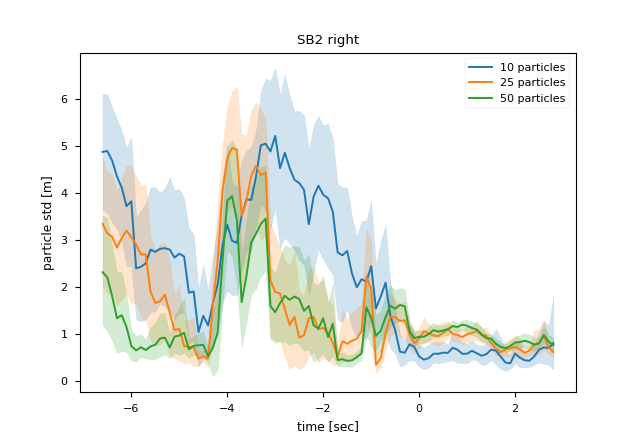 SB2 right
10 particles
25 particles
50 particles
particle std [m]
6
5
4
3
2
1
0
−6
−4
−2
0
2
time [sec]